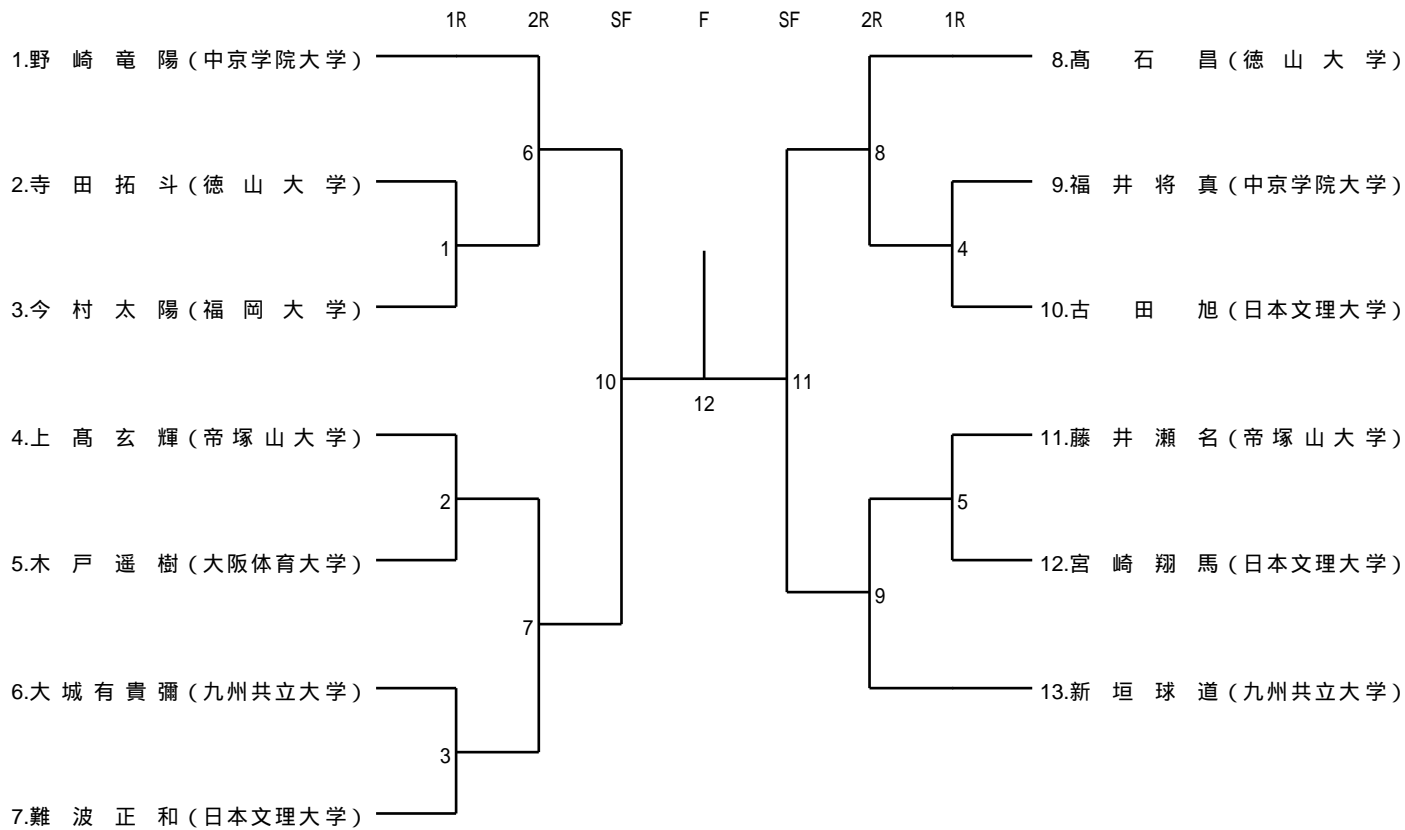 1R 2R SF F SF 2R 1R
1.野崎竜陽(中京学院大学)
6
2.寺田拓斗(徳山大学)
1
3.今村太陽(福岡大学)
10
4.上髙玄輝(帝塚山大学)
2
5.木戸遥樹(大阪体育大学)
7
6.大城有貴彌(九州共立大学)
3
7.難波正和(日本文理大学)
12
8.髙石昌(徳山大学)
8
9.福井将真(中京学院大学)
4
10.古田旭(日本文理大学)
11
11.藤井瀬名(帝塚山大学)
5
12.宮崎翔馬(日本文理大学)
9
13.新垣球道(九州共立大学)